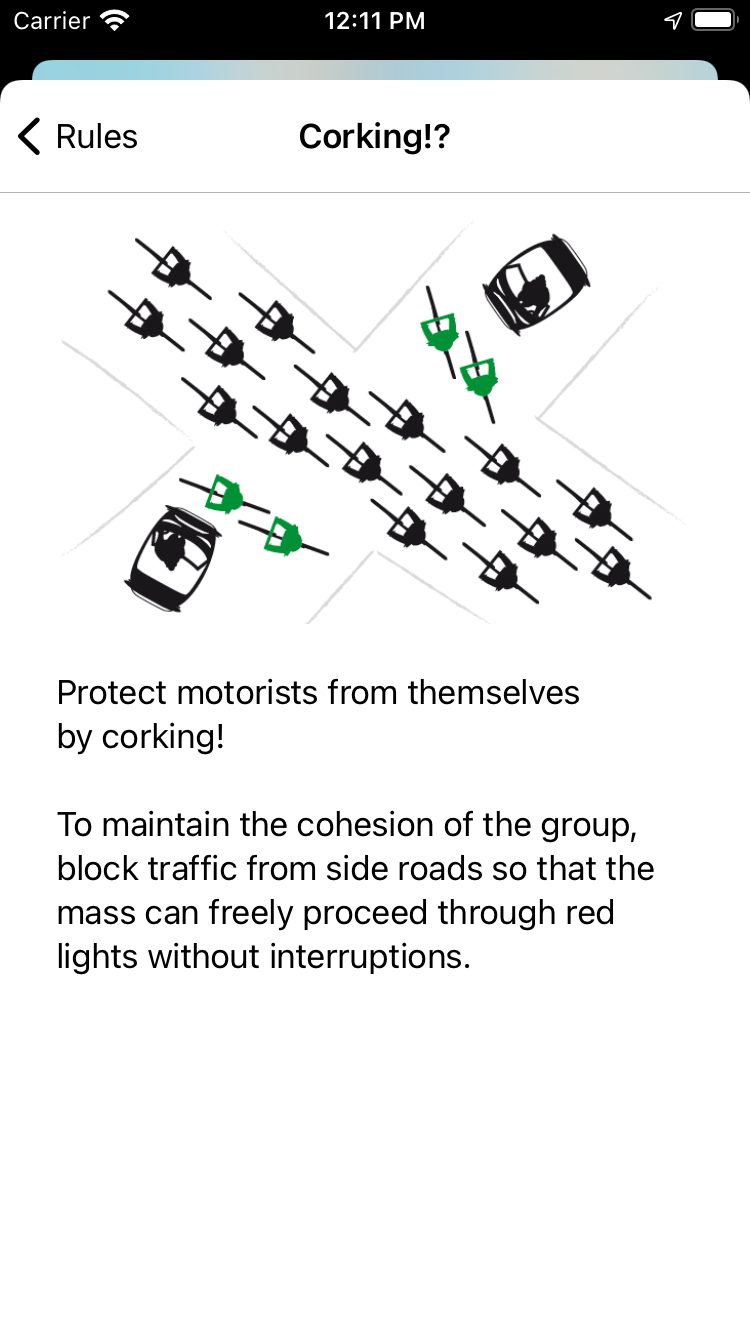 Carrier 12:11 PM
Rules Corking!?
Protect motorists from themselves
by corking!
To maintain the cohesion of the group,
block traffic from side roads so that the
mass can freely proceed through red
lights without interruptions.